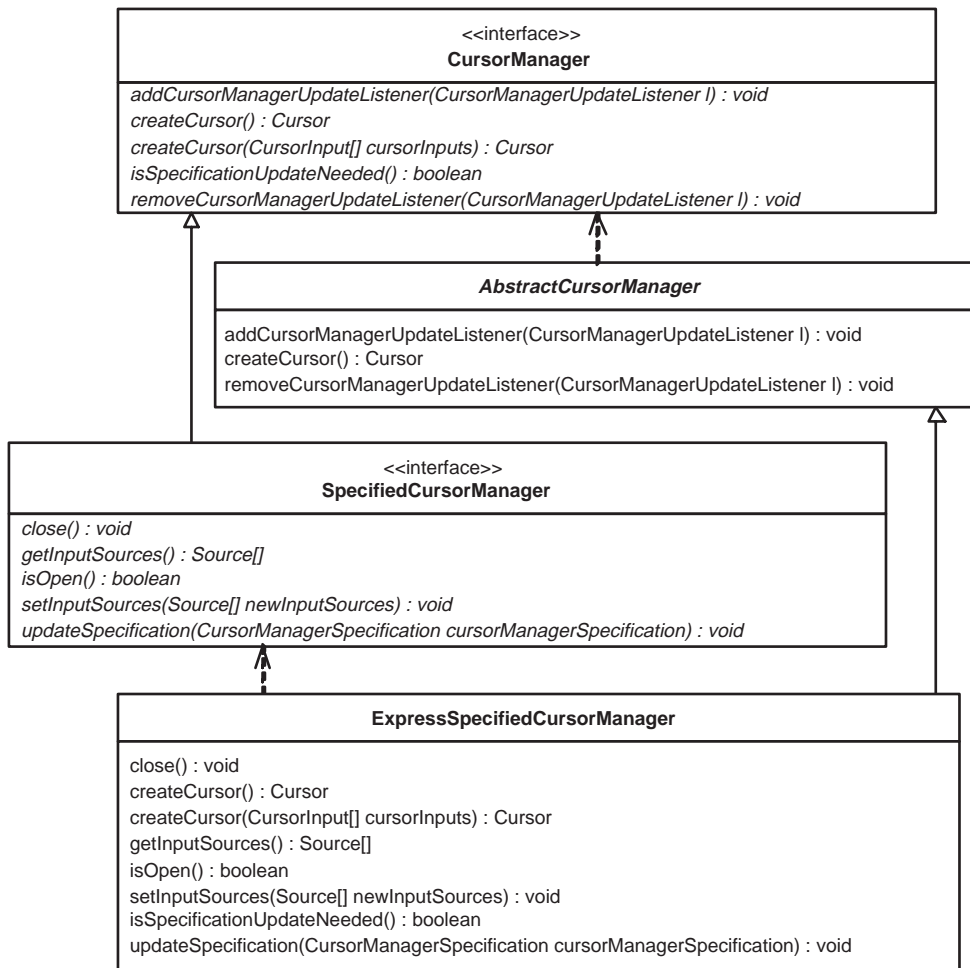 <<interface>>
CursorManager
addCursorManagerUpdateListener(CursorManagerUpdateListener l) : void
createCursor() : Cursor
createCursor(CursorInput[] cursorInputs) : Cursor
isSpecificationUpdateNeeded() : boolean
removeCursorManagerUpdateListener(CursorManagerUpdateListener l) : void
AbstractCursorManager
addCursorManagerUpdateListener(CursorManagerUpdateListener l) : void
createCursor() : Cursor
removeCursorManagerUpdateListener(CursorManagerUpdateListener l) : void
<<interface>>
SpecifiedCursorManager
close() : void
getInputSources() : Source[]
isOpen() : boolean
setInputSources(Source[] newInputSources) : void
updateSpecification(CursorManagerSpecification cursorManagerSpecification) : void
ExpressSpecifiedCursorManager
close() : void
createCursor() : Cursor
createCursor(CursorInput[] cursorInputs) : Cursor
getInputSources() : Source[]
isOpen() : boolean
setInputSources(Source[] newInputSources) : void
isSpecificationUpdateNeeded() : boolean
updateSpecification(CursorManagerSpecification cursorManagerSpecification) : void